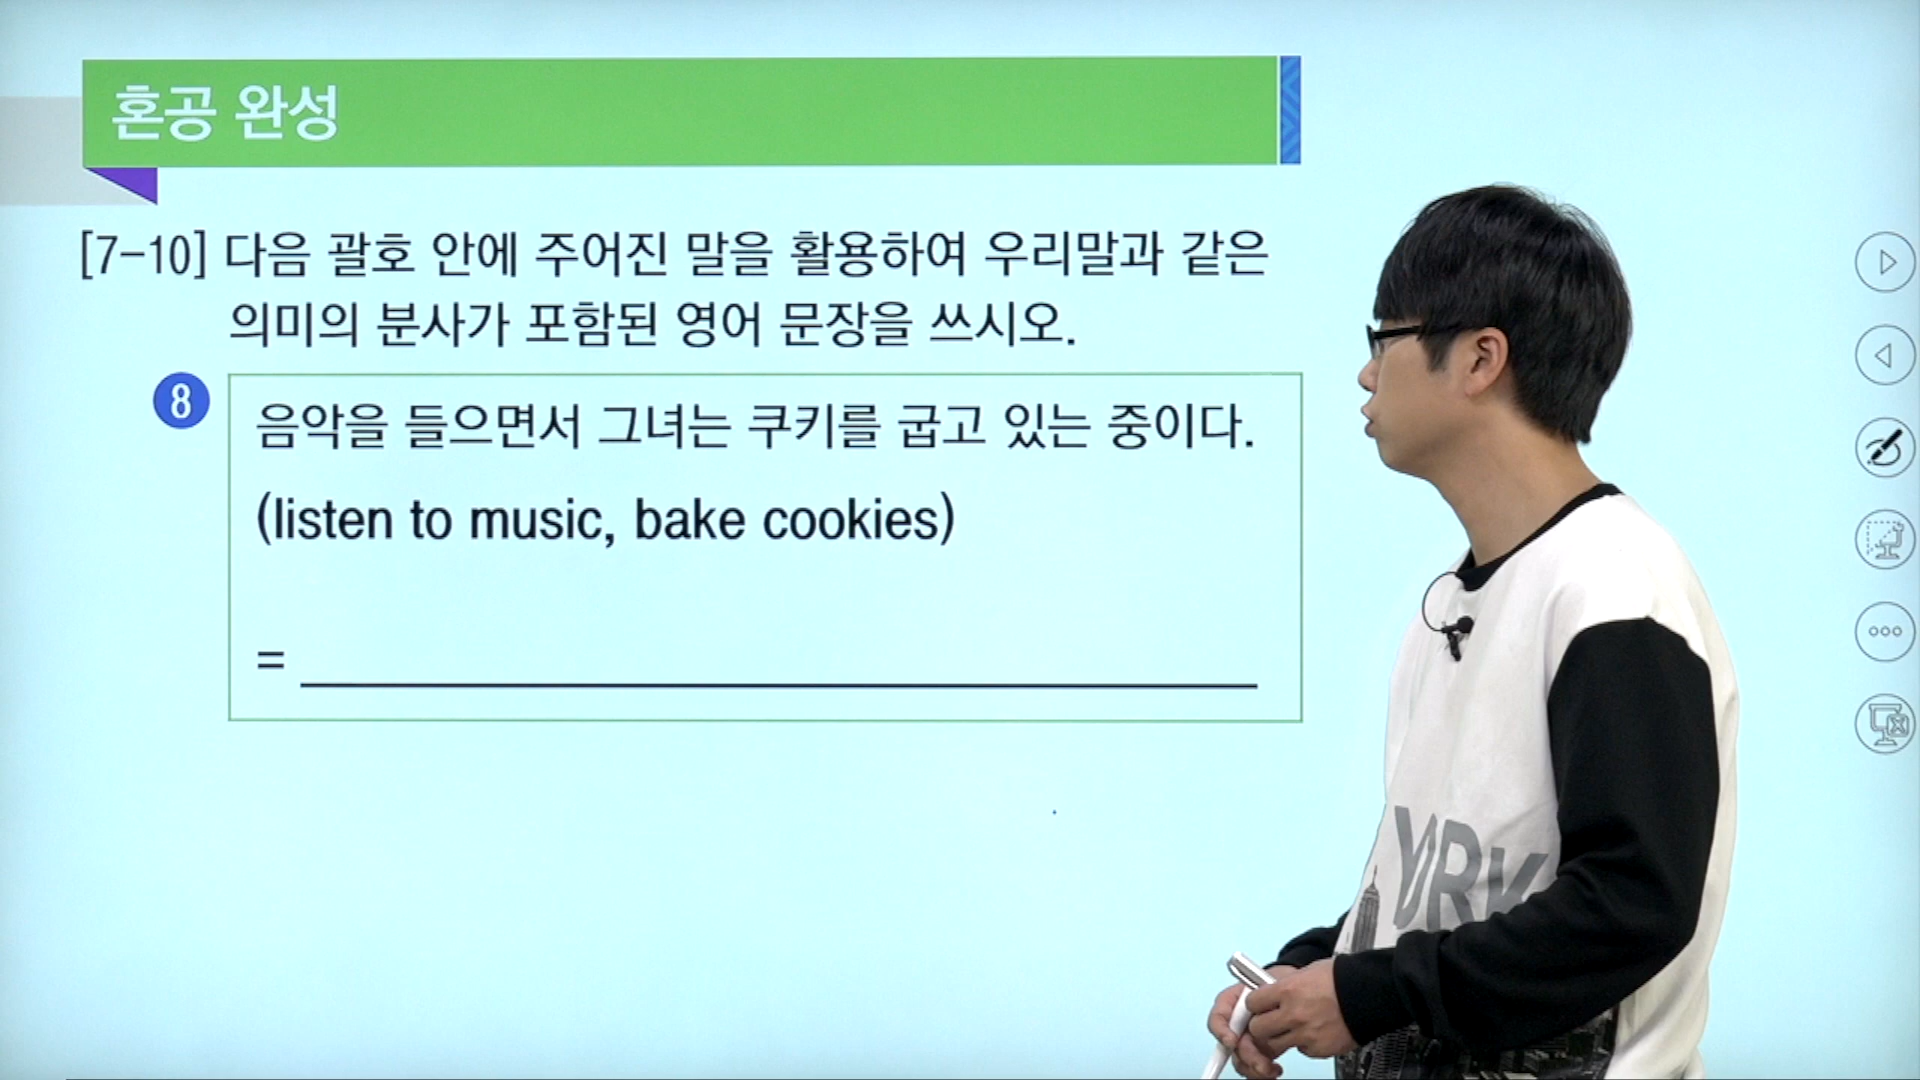 혼공 완성
[7-10] 다음 괄호 안에 주어진 말을 활용하여 우리말과 같은
의미의 분사가 포함된 영어 문장을 쓰시오.
8
음악을 들으면서 그녀는 쿠키를 굽고 있는 중이다.
(listen to music, bake cookies)
=
YORK